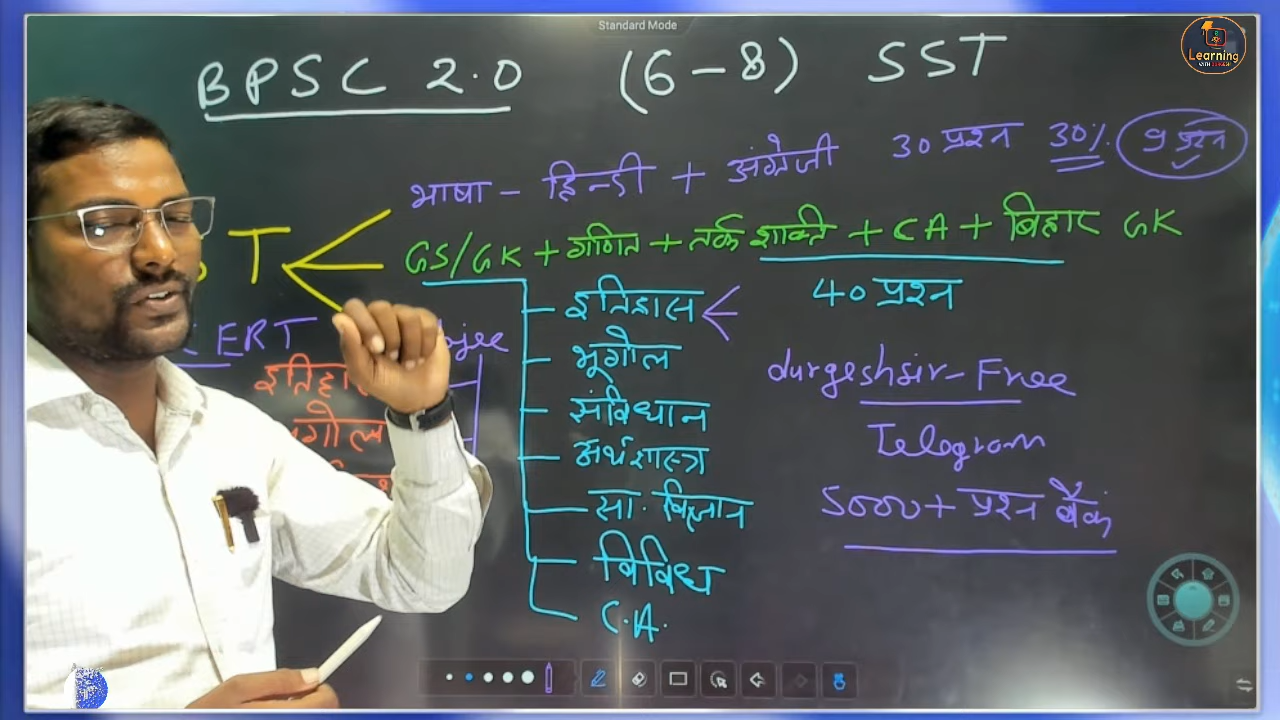 Standard Mode
Learning
BPSC 2.0 (6-8) SST
भाषा - हिन्दी + अंग्रेजी 30 प्रश्न 30% 9 प्रश्न
T
GS/GK + गणित + तर्क शक्ति + CA + बिहार GK
इतिहास 40 प्रश्न
ERT
भूगोल durgeshsir-Free
संविधान Telegram
अर्थशास्त्र
सा. विज्ञान 5000+ प्रश्न बैंक
विविध
C.A.